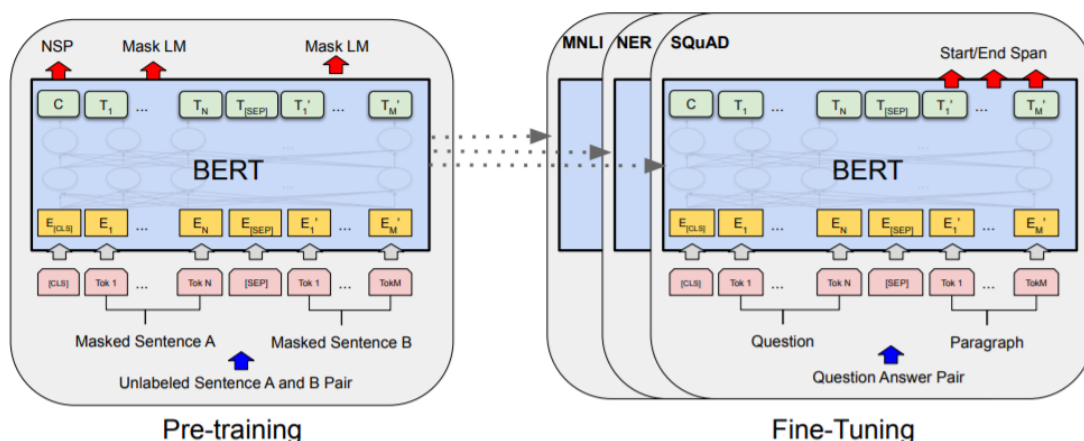 NSP Mask LM Mask LM
C T1 ... TN T[SEP] T1' ... TM'
BERT
E[CLS] E1 ... EN E[SEP] E1' ... EM'
[CLS] Tok 1 ... Tok N [SEP] Tok 1 ... TokM
Masked Sentence A Masked Sentence B
Unlabeled Sentence A and B Pair
Pre-training
MNLI NER SQuAD
Start/End Span
C T1 ... TN T[SEP] T1' ... TM'
BERT
E[CLS] E1 ... EN E[SEP] E1' ... EM'
[CLS] Tok 1 ... Tok N [SEP] Tok 1 ... TokM
Question Paragraph
Question Answer Pair
Fine-Tuning